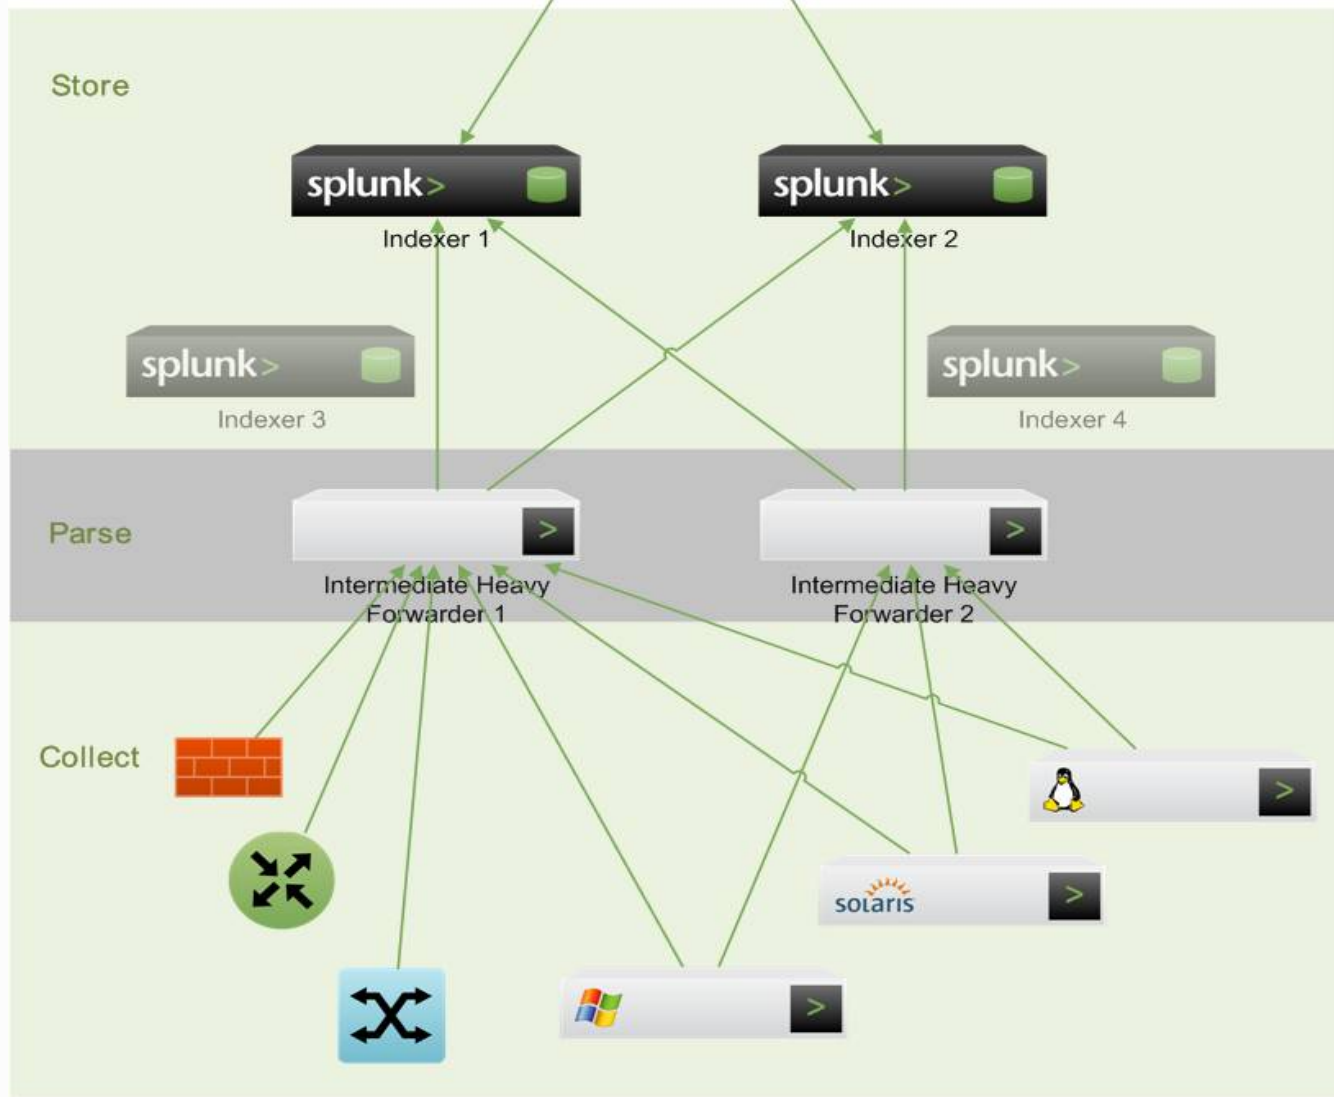 Store
splunk>
splunk>
Indexer 1
Indexer 2
splunk>
splunk>
Indexer 3
Indexer 4
Parse
>
>
Intermediate Heavy
Forwarder 1
Intermediate Heavy
Forwarder 2
Collect
>
solaris
>
>